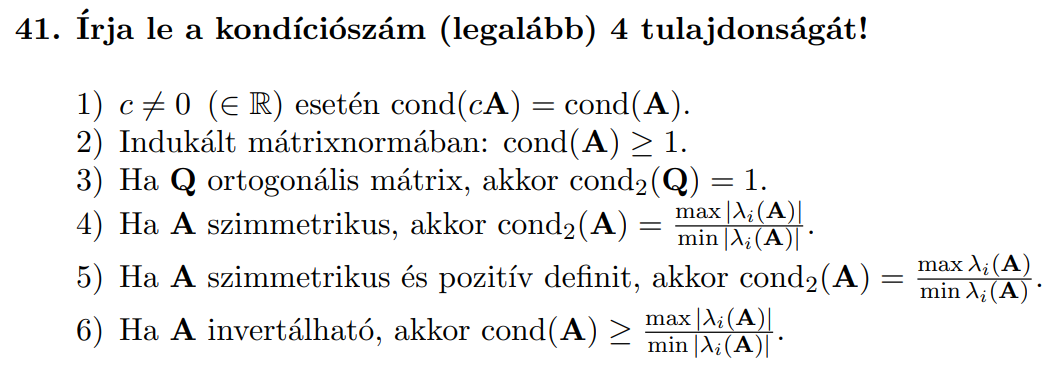 41. Írja le a kondíciószám (legalább) 4 tulajdonságát!
1) c ≠ 0 (∈ ℝ) esetén cond(cA) = cond(A).
2) Indukált mátrixnormában: cond(A) ≥ 1.
3) Ha Q ortogonális mátrix, akkor cond₂(Q) = 1.
4) Ha A szimmetrikus, akkor cond₂(A) = max |λᵢ(A)| / min |λᵢ(A)|.
5) Ha A szimmetrikus és pozitív definit, akkor cond₂(A) = max λᵢ(A) / min λᵢ(A).
6) Ha A invertálható, akkor cond(A) ≥ max |λᵢ(A)| / min |λᵢ(A)|.